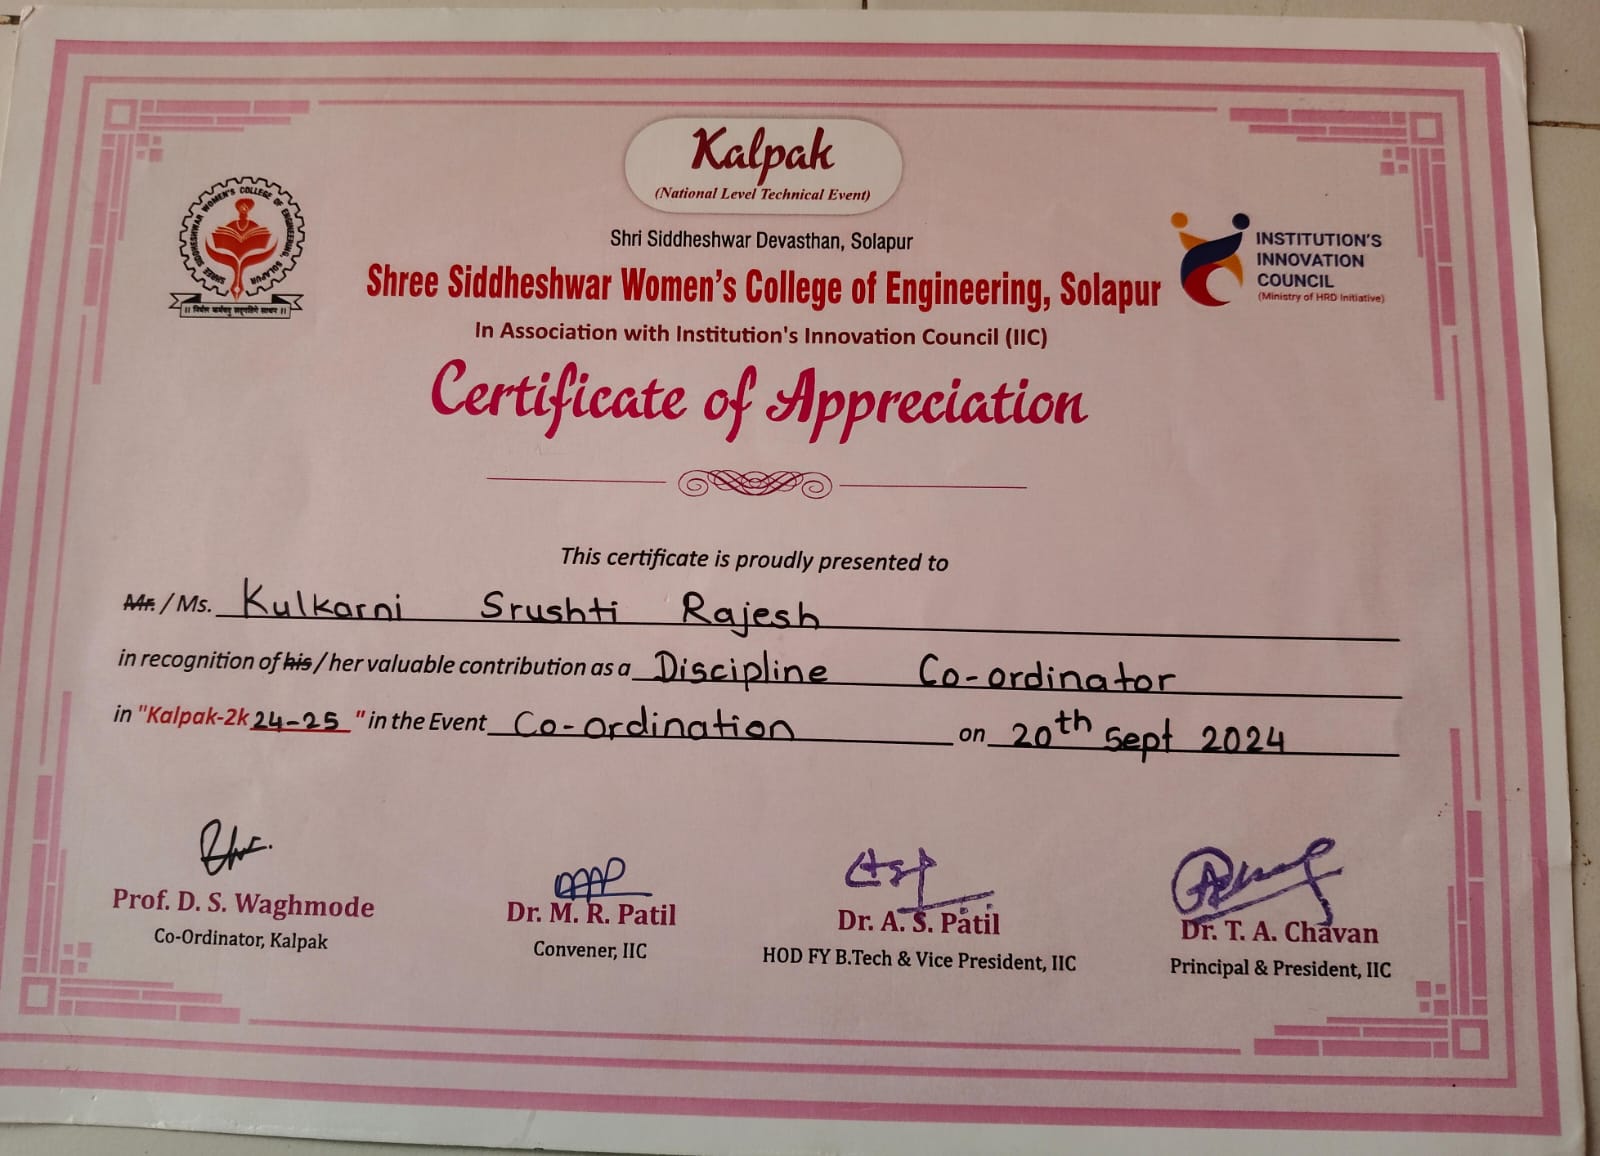 Kalpak
(National Level Technical Event)
SHREE SIDDHESHWAR WOMEN'S COLLEGE OF ENGINEERING, SOLAPUR
Shri Siddheshwar Devasthan, Solapur
Shree Siddheshwar Women's College of Engineering, Solapur
INSTITUTION'S
INNOVATION
COUNCIL
(Ministry of HRD Initiative)
In Association with Institution's Innovation Council (IIC)
Certificate of Appreciation
This certificate is proudly presented to
Mr. / Ms. Kulkarni Srushti Rajesh
in recognition of his / her valuable contribution as a Discipline Co-ordinator
in "Kalpak-2k 24-25 " in the Event Co-ordination on 20th Sept 2024
Prof. D. S. Waghmode
Co-Ordinator, Kalpak
Dr. M. R. Patil
Convener, IIC
Dr. A. S. Patil
HOD FY B.Tech & Vice President, IIC
Dr. T. A. Chavan
Principal & President, IIC